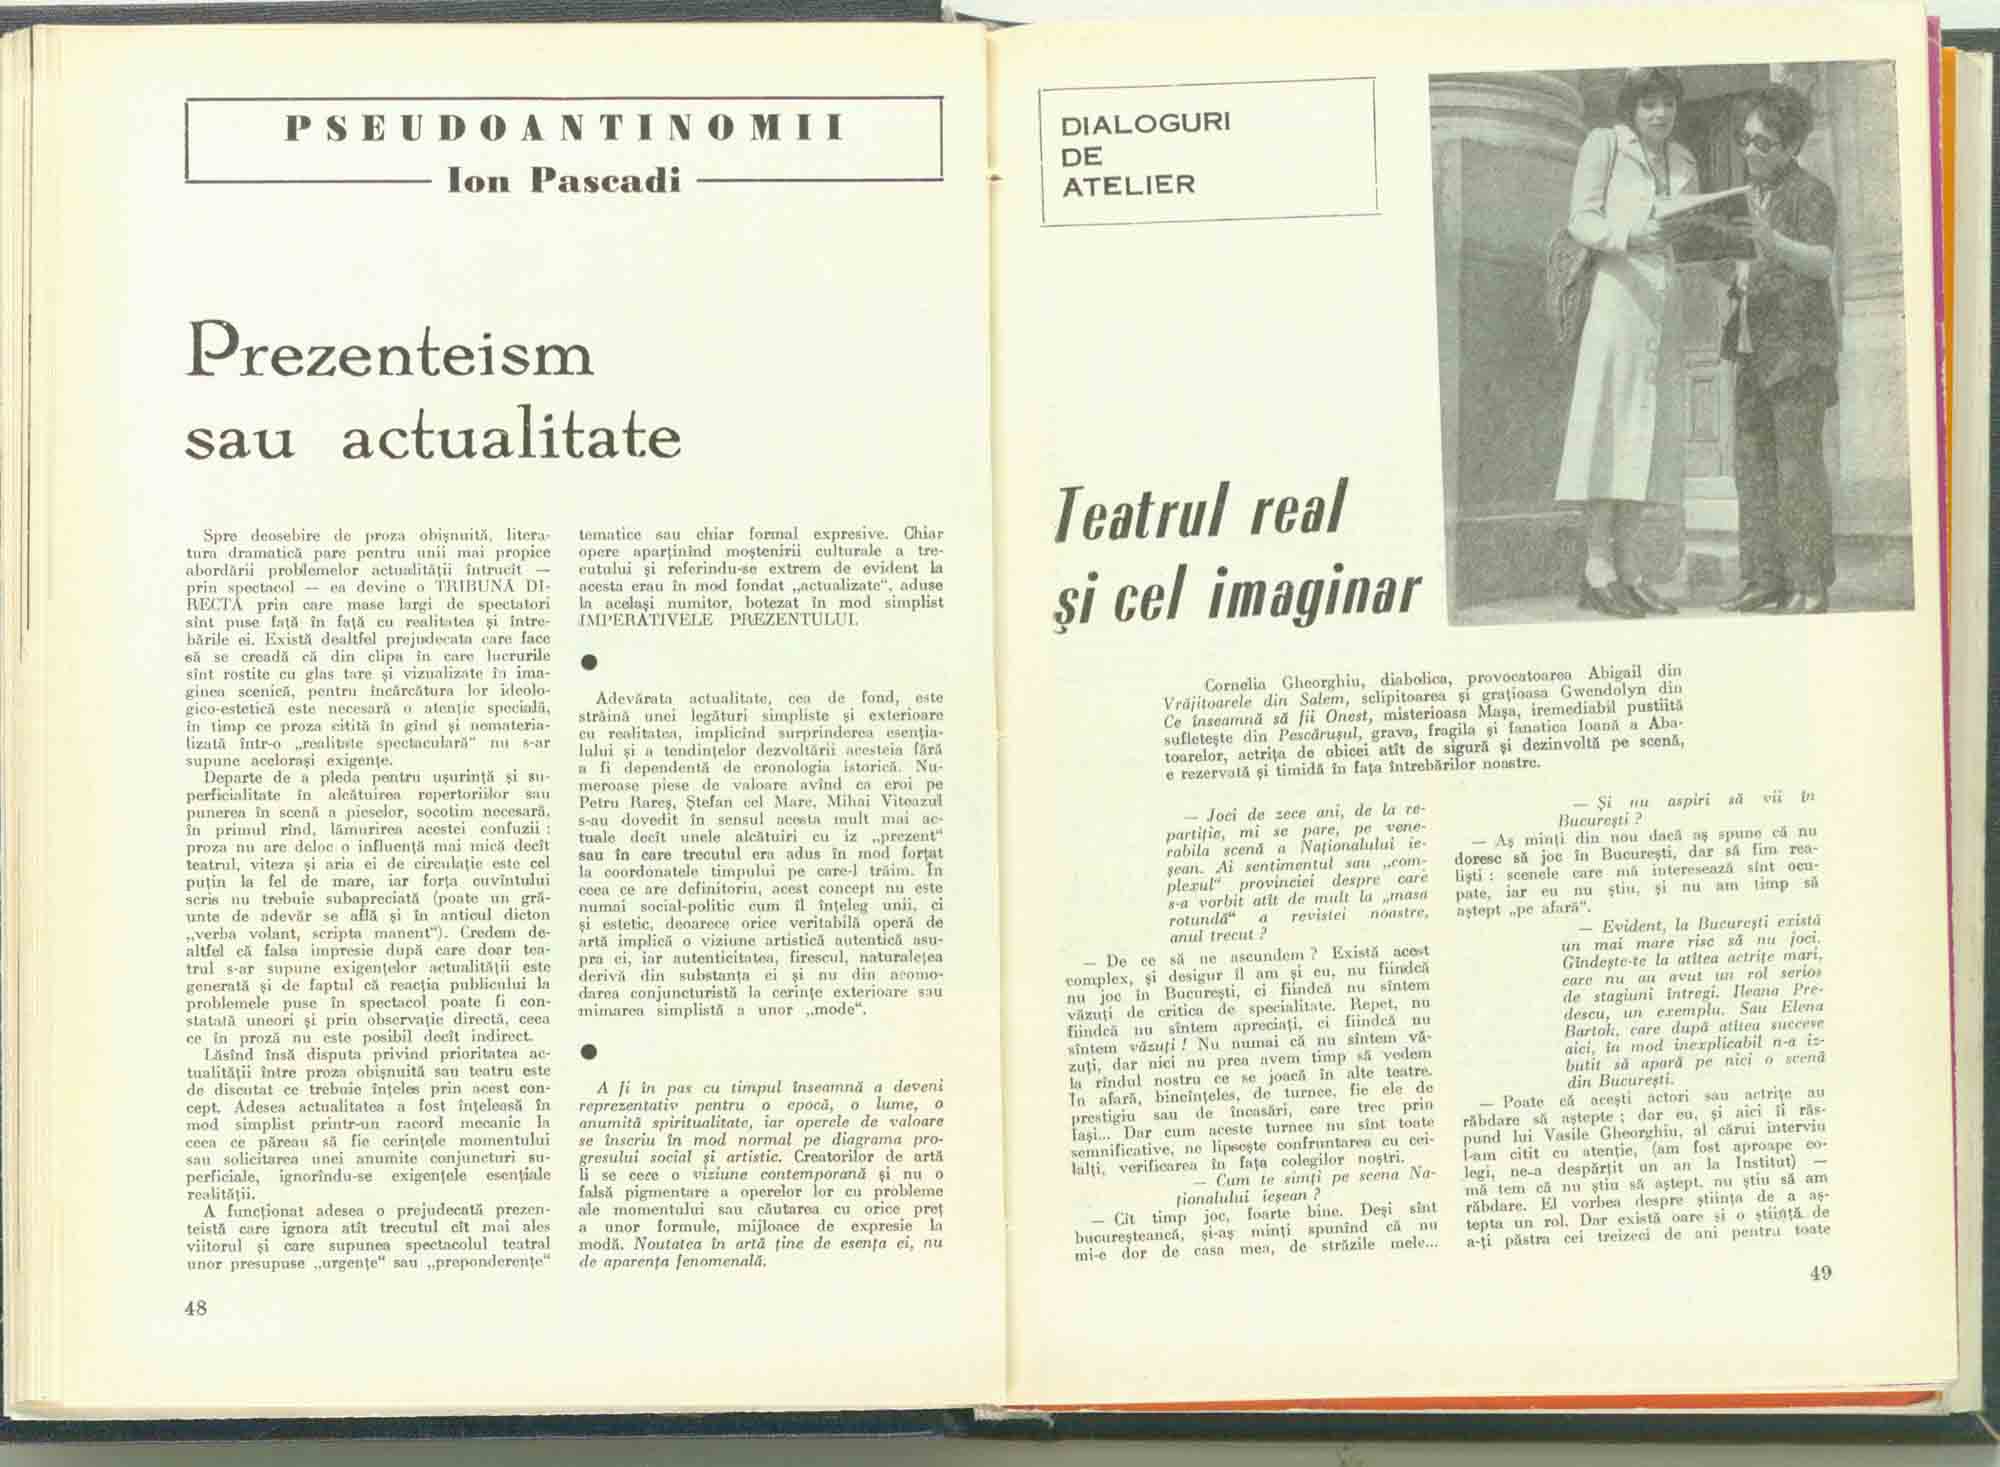 PSEUDOANTINOMII
Ion Pascadi
Prezenteism
sau actualitate
Spre deosebire de proza obişnuită, litera-
tura dramatică pare pentru unii mai propice
abordării problemelor actualităţii întrucît —
prin spectacol — ea devine o TRIBUNĂ DI-
RECTĂ prin care mase largi de spectatori
sînt puse faţă în faţă cu realitatea şi între-
bările ei. Există dealtfel prejudecata care face
să se creadă că din clipa în care lucrurile
sînt rostite cu glas tare şi vizualizate în ima-
ginea scenică, pentru încărcătura lor ideolo-
gico-estetică este necesară o atenţie specială,
în timp ce proza citită în gînd şi nemateria-
lizată într-o „realitate spectaculară“ nu s-ar
supune aceloraşi exigenţe.
Departe de a pleda pentru uşurinţă şi su-
perficialitate în alcătuirea repertoriilor sau
punerea în scenă a pieselor, socotim necesară,
în primul rînd, lămurirea acestei confuzii :
proza nu are deloc o influenţă mai mică decît
teatrul, viteza şi aria ei de circulaţie este cel
puţin la fel de mare, iar forţa cuvîntului
scris nu trebuie subapreciată (poate un gră-
unte de adevăr se află şi în anticul dicton
„verba volant, scripta manent“). Credem de-
altfel că falsa impresie după care doar tea-
trul s-ar supune exigenţelor actualităţii este
generată şi de faptul că reacţia publicului la
problemele puse în spectacol poate fi con-
statată uneori şi prin observaţie directă, ceea
ce în proză nu este posibil decît indirect.
Lăsînd însă disputa privind prioritatea ac-
tualităţii între proza obişnuită sau teatru este
de discutat ce trebuie înţeles prin acest con-
cept. Adesea actualitatea a fost înţeleasă în
mod simplist printr-un racord mecanic la
ceea ce păreau să fie cerinţele momentului
sau solicitarea unei anumite conjuncturi su-
perficiale, ignorîndu-se exigenţele esenţiale
realităţii.
A funcţionat adesea o prejudecată prezen-
teistă care ignora atît trecutul cît mai ales
viitorul şi care supunea spectacolul teatral
unor presupuse „urgenţe“ sau „preponderenţe“
tematice sau chiar formal expresive. Chiar
opere aparţinînd moştenirii culturale a tre-
cutului şi referindu-se extrem de evident la
acesta erau în mod fondat „actualizate“, aduse
la acelaşi numitor, botezat în mod simplist
IMPERATIVELE PREZENTULUI.
●
Adevărata actualitate, cea de fond, este
străină unei legături simpliste şi exterioare
cu realitatea, implicînd surprinderea esenţia-
lului şi a tendinţelor dezvoltării acesteia fără
a fi dependentă de cronologia istorică. Nu-
meroase piese de valoare avînd ca eroi pe
Petru Rareş, Ştefan cel Mare, Mihai Viteazul
s-au dovedit în sensul acesta mult mai ac-
tuale decît unele alcătuiri cu iz „prezent“
sau în care trecutul era adus în mod forţat
la coordonatele timpului pe care-l trăim. În
ceea ce are definitoriu, acest concept nu este
numai social-politic cum îl înţeleg unii, ci
şi estetic, deoarece orice veritabilă operă de
artă implică o viziune artistică autentică asu-
pra ei, iar autenticitatea, firescul, naturaleţea
derivă din substanţa ei şi nu din acomo-
darea conjuncturistă la cerinţe exterioare sau
mimarea simplistă a unor „mode“.
●
A fi în pas cu timpul înseamnă a deveni
reprezentativ pentru o epocă, o lume, o
anumită spiritualitate, iar operele de valoare
se înscriu în mod normal pe diagrama pro-
gresului social şi artistic. Creatorilor de artă
li se cere o viziune contemporană şi nu o
falsă pigmentare a operelor lor cu probleme
ale momentului sau căutarea cu orice preţ
a unor formule, mijloace de expresie la
modă. Noutatea în artă ţine de esenţa ei, nu
de aparenţa fenomenală.
48
DIALOGURI
DE
ATELIER
Teatrul real
şi cel imaginar
Cornelia Gheorghiu, diabolica, provocatoarea Abigail din
Vrăjitoarele din Salem, sclipitoarea şi graţioasa Gwendolyn din
Ce înseamnă să fii Onest, misterioasa Maşa, iremediabil pustiită
sufleteşte din Pescăruşul, grava, fragila şi fanatica Ioană a Aba-
toarelor, actriţa de obicei atît de sigură şi dezinvoltă pe scenă,
e rezervată şi timidă în faţa întrebărilor noastre.
— Joci de zece ani, de la re-
partiţie, mi se pare, pe vene-
rabila scenă a Naţionalului ie-
şean. Ai sentimentul sau „com-
plexul“ provinciei despre care
s-a vorbit atît de mult la „masa
rotundă“ a revistei noastre,
anul trecut ?
— De ce să ne ascundem ? Există acest
complex, şi desigur îl am şi eu, nu fiindcă
nu joc în Bucureşti, ci fiindcă nu sîntem
văzuţi de critica de specialitate. Repet, nu
fiindcă nu sîntem apreciaţi, ci fiindcă nu
sîntem văzuţi ! Nu numai că nu sîntem vă-
zuţi, dar nici nu prea avem timp să vedem
la rîndul nostru ce se joacă în alte teatre.
În afară, bineînţeles, de turnee, fie ele de
prestigiu sau de încasări, care trec prin
Iaşi... Dar cum aceste turnee nu sînt toate
semnificative, ne lipseşte confruntarea cu cei-
lalţi, verificarea în faţa colegilor noştri.
— Cum te simţi pe scena Na-
ţionalului ieşean ?
— Cît timp joc, foarte bine. Deşi sînt
bucureşteancă, şi-aş minţi spunînd că nu
mi-e dor de casa mea, de străzile mele...
— Şi nu aspiri să vii în
Bucureşti ?
— Aş minţi din nou dacă aş spune că nu
doresc să joc în Bucureşti, dar să fim rea-
lişti : scenele care mă interesează sînt ocu-
pate, iar eu nu ştiu, şi nu am timp să
aştept „pe afară“.
— Evident, la Bucureşti există
un mai mare risc să nu joci.
Gîndeşte-te la atîtea actriţe mari,
care nu au avut un rol serios
de stagiuni întregi. Ileana Pre-
descu, un exemplu. Sau Elena
Bartok, care după atîtea succese
aici, în mod inexplicabil n-a iz-
butit să apară pe nici o scenă
din Bucureşti.
— Poate că aceşti actori sau actriţe au
răbdare să aştepte ; dar eu, şi aici îi răs-
pund lui Vasile Gheorghiu, al cărui interviu
l-am citit cu atenţie, (am fost aproape co-
legi, ne-a despărţit un an la Institut) —
mă tem că nu ştiu să aştept, nu ştiu să am
răbdare. El vorbea despre ştiinţa de a aş-
tepta un rol. Dar există oare şi o ştiinţă de
a-ţi păstra cei treizeci de ani pentru toate
49